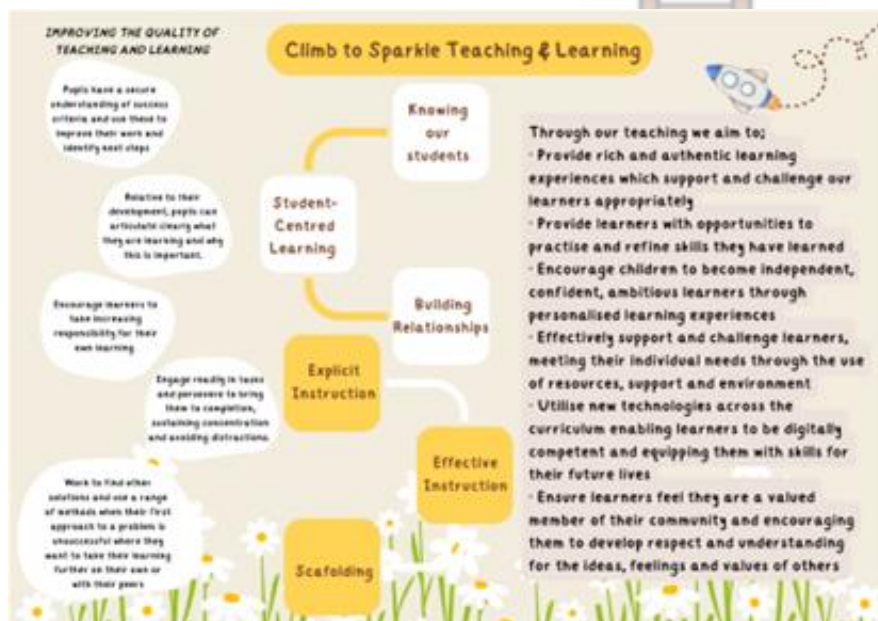 IMPROVING THE QUALITY OF
TEACHING AND LEARNING
Climb to Sparkle Teaching & Learning
Pupils have a secure
understanding of success
criteria and use these to
improve their work and
identify next steps
Relative to their
development, pupils can
articulate clearly what
they are learning and why
this is important.
Encourage learners to
take increasing
responsibility for their
own learning
Engage readily in tasks
and persevere to bring
them to completion,
sustaining concentration
and avoiding distractions
Work to find other
solutions and use a range
of methods when their first
approach to a problem is
unsuccessful where they
want to take their learning
further on their own or
with their peers
Knowing
our
students
Student-
Centred
Learning
Building
Relationships
Explicit
Instruction
Effective
Instruction
Scafolding
Through our teaching we aim to;
· Provide rich and authentic learning
experiences which support and challenge our
learners appropriately
· Provide learners with opportunities to
practise and refine skills they have learned
· Encourage children to become independent,
confident, ambitious learners through
personalised learning experiences
· Effectively support and challenge learners,
meeting their individual needs through the use
of resources, support and environment
· Utilise new technologies across the
curriculum enabling learners to be digitally
competent and equipping them with skills for
their future lives
· Ensure learners feel they are a valued
member of their community and encouraging
them to develop respect and understanding
for the ideas, feelings and values of others